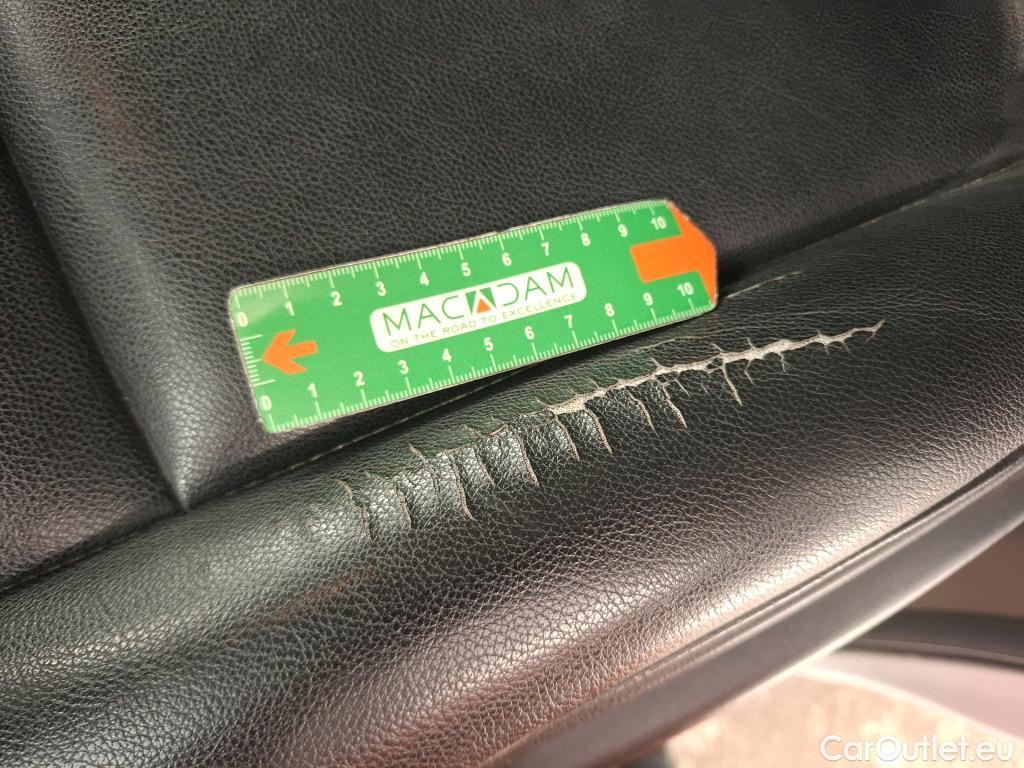 0 1 2 3 4 5 6 7 8 9 10
MACADAM
ON THE ROAD TO EXCELLENCE
0 1 2 3 4 5 6 7 8 9 10
CarOutlet.eu